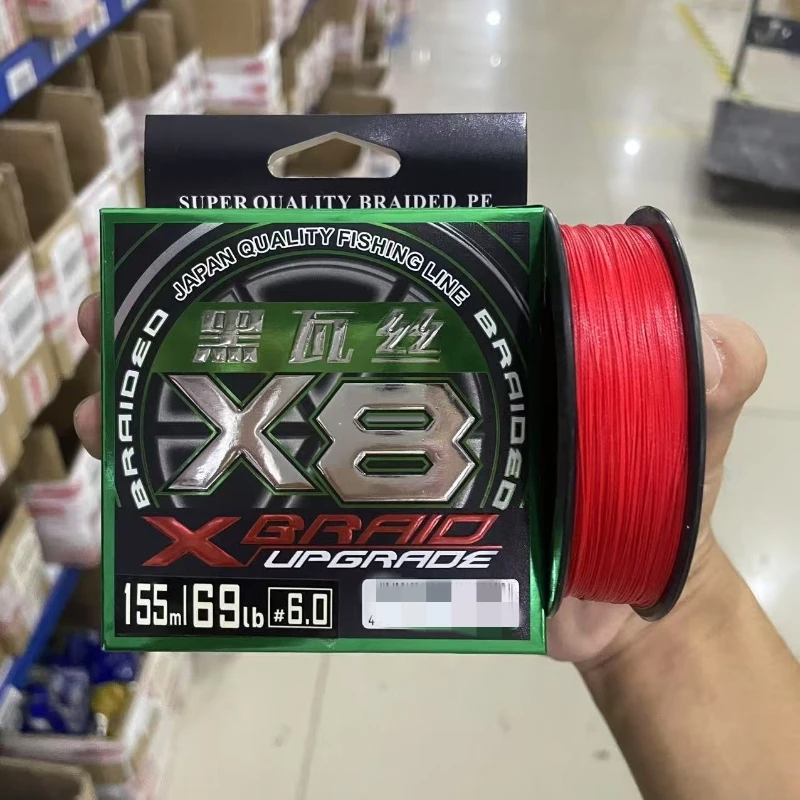 SUPER QUALITY BRAIDED PE
JAPAN QUALITY FISHING LINE
BRAIDED
BRAIDED
黑瓦丝
X8
X BRAID
UPGRADE
155m 69lb #6.0
4